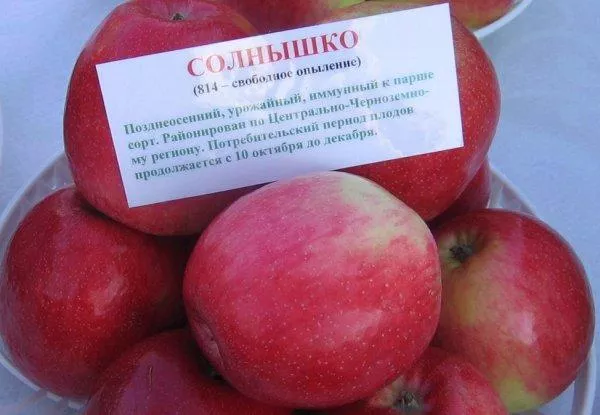 СОЛНЫШКО
(814 – свободное опыление)
Позднеосенний, урожайный, иммунный к парше
сорт. Районирован по Центрально-Черноземно-
му региону. Потребительский период плодов
продолжается с 10 октября до декабря.